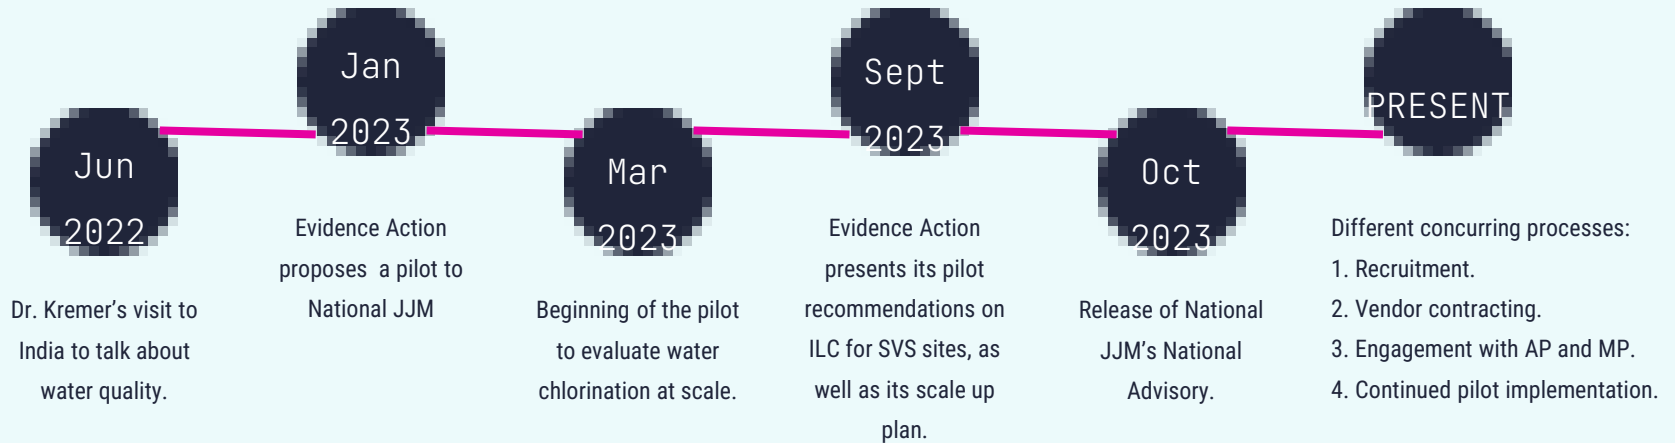 Jun
2022
Dr. Kremer’s visit to
India to talk about
water quality.
Jan
2023
Evidence Action
proposes  a pilot to
National JJM
Mar
2023
Beginning of the pilot
to evaluate water
chlorination at scale.
Sept
2023
Evidence Action
presents its pilot
recommendations on
ILC for SVS sites, as
well as its scale up
plan.
Oct
2023
Release of National
JJM’s National
Advisory.
PRESENT
Different concurring processes:
1. Recruitment.
2. Vendor contracting.
3. Engagement with AP and MP.
4. Continued pilot implementation.